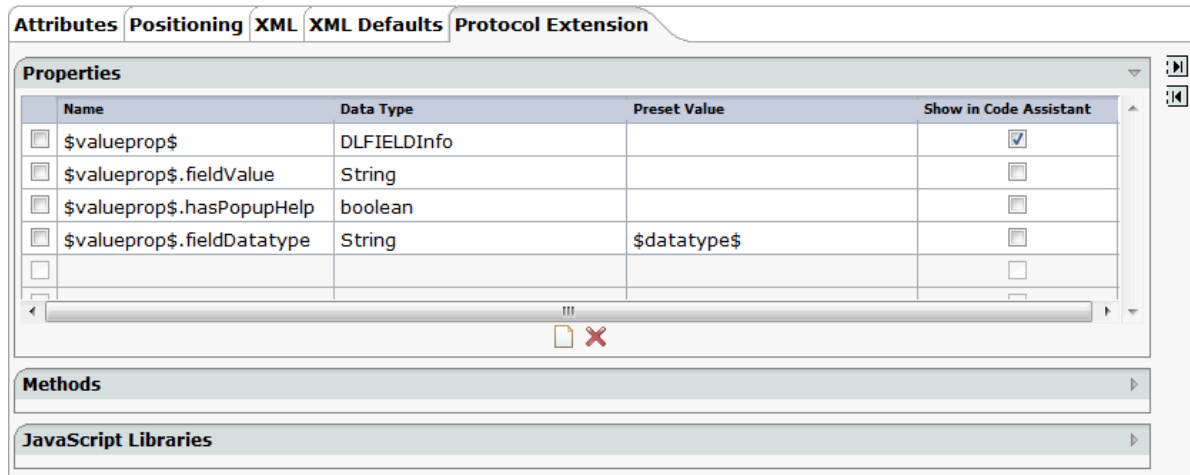 Attributes Positioning XML XML Defaults Protocol Extension
Properties
Name Data Type Preset Value Show in Code Assistant
$valueprop$ DLFIELDInfo
$valueprop$.fieldValue String
$valueprop$.hasPopupHelp boolean
$valueprop$.fieldDatatype String $datatype$
Methods
JavaScript Libraries